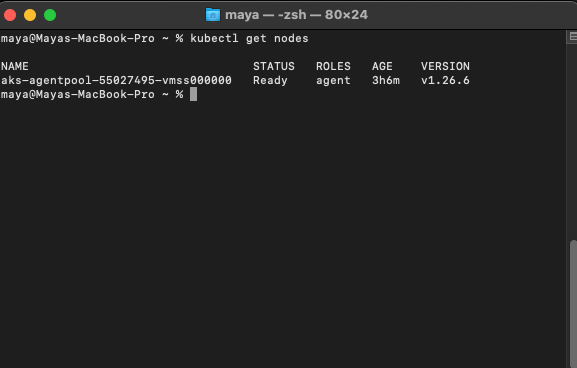 maya — -zsh — 80×24
maya@Mayas-MacBook-Pro ~ % kubectl get nodes
NAME STATUS ROLES AGE VERSION
aks-agentpool-55027495-vmss000000 Ready agent 3h6m v1.26.6
maya@Mayas-MacBook-Pro ~ %